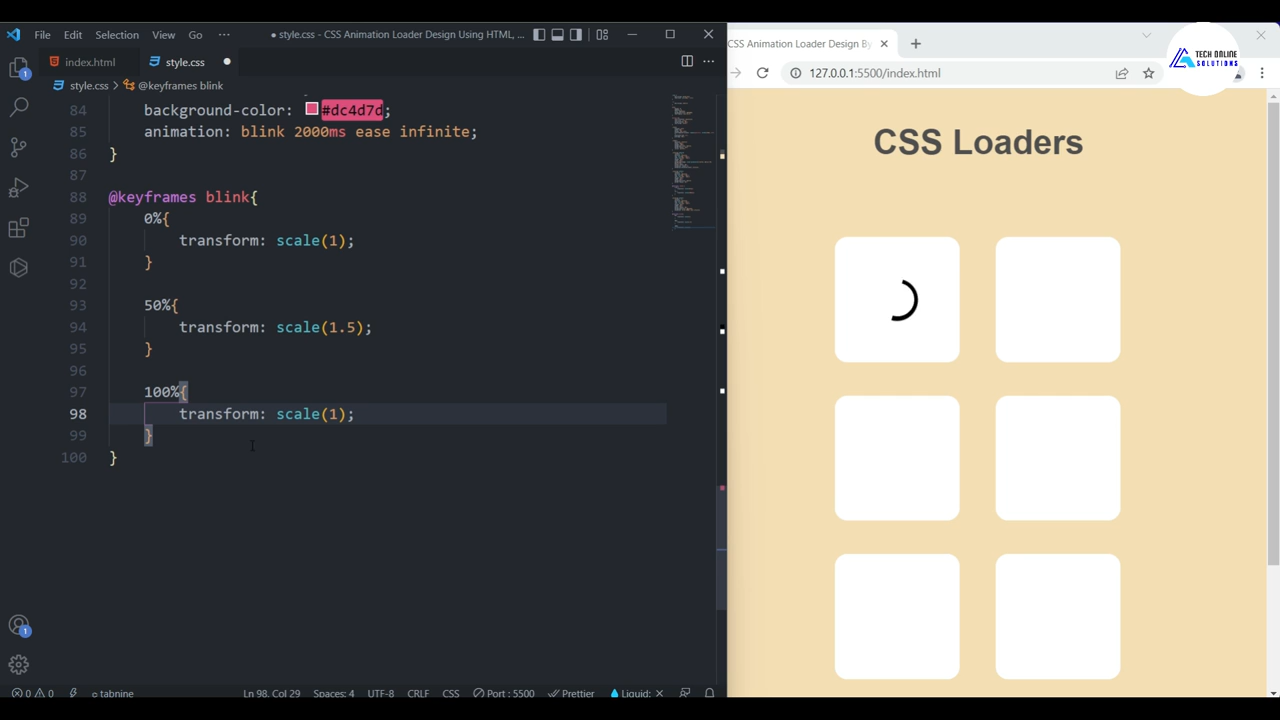 File Edit Selection View Go ··· ● style.css - CSS Animation Loader Design Using HTML, ...
index.html style.css ●
style.css > @keyframes blink
84 background-color: #dc4d7d;
85 animation: blink 2000ms ease infinite;
86 }
87
88 @keyframes blink{
89 0%{
90 transform: scale(1);
91 }
92
93 50%{
94 transform: scale(1.5);
95 }
96
97 100%{
98 transform: scale(1);
99 }
100 }
1
1
0 0 tabnine Ln 98, Col 29 Spaces: 4 UTF-8 CRLF CSS Port : 5500 Prettier Liquid:
CSS Animation Loader Design By
127.0.0.1:5500/index.html
TECH ONLINE
SOLUTIONS
CSS Loaders